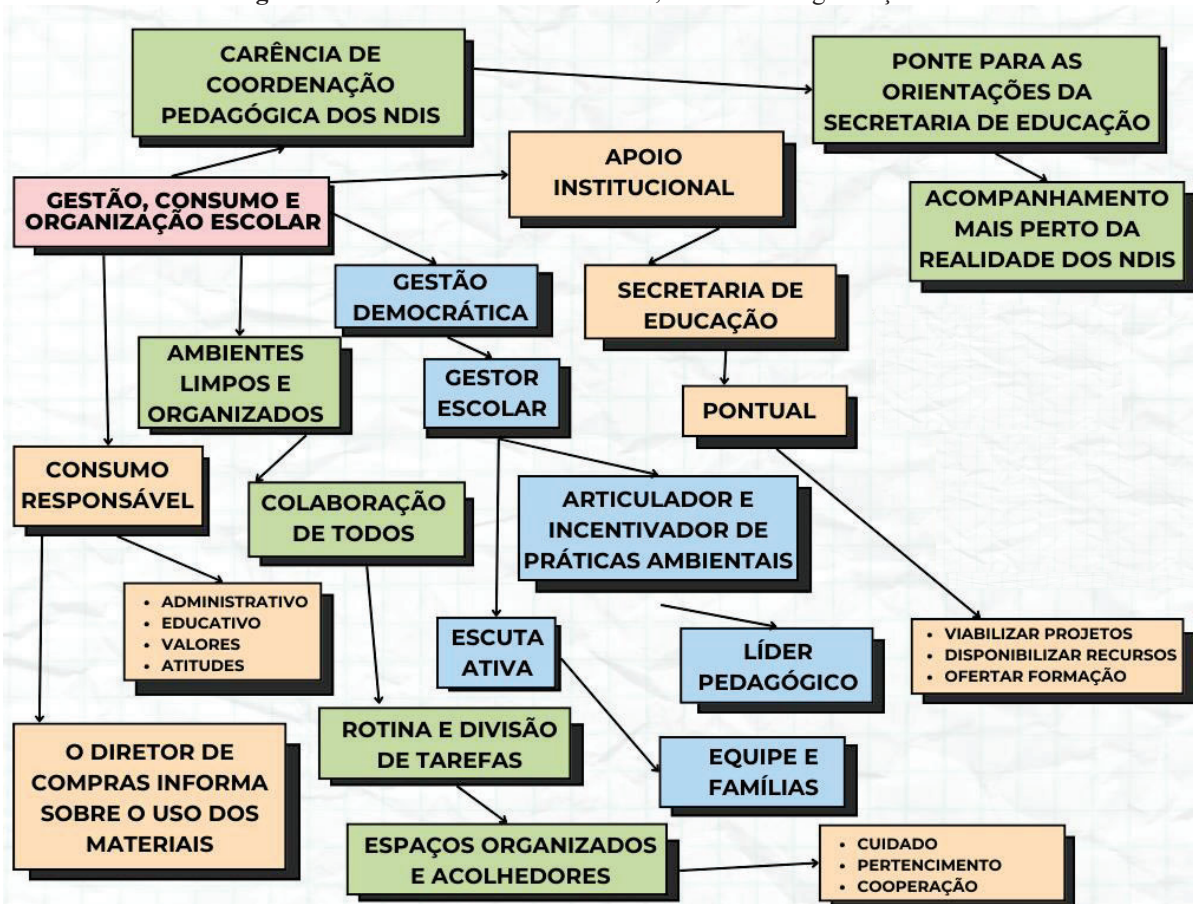 CARÊNCIA DE
COORDENAÇÃO
PEDAGÓGICA DOS NDIS
PONTE PARA AS
ORIENTAÇÕES DA
SECRETARIA DE EDUCAÇÃO
APOIO
INSTITUCIONAL
GESTÃO, CONSUMO E
ORGANIZAÇÃO ESCOLAR
ACOMPANHAMENTO
MAIS PERTO DA
REALIDADE DOS NDIS
GESTÃO
DEMOCRÁTICA
SECRETARIA DE
EDUCAÇÃO
AMBIENTES
LIMPOS E
ORGANIZADOS
GESTOR
ESCOLAR
PONTUAL
CONSUMO
RESPONSÁVEL
COLABORAÇÃO
DE TODOS
ARTICULADOR E
INCENTIVADOR DE
PRÁTICAS AMBIENTAIS
• ADMINISTRATIVO
• EDUCATIVO
• VALORES
• ATITUDES
ESCUTA
ATIVA
LÍDER
PEDAGÓGICO
• VIABILIZAR PROJETOS
• DISPONIBILIZAR RECURSOS
• OFERTAR FORMAÇÃO
O DIRETOR DE
COMPRAS INFORMA
SOBRE O USO DOS
MATERIAIS
ROTINA E DIVISÃO
DE TAREFAS
EQUIPE E
FAMÍLIAS
ESPAÇOS ORGANIZADOS
E ACOLHEDORES
• CUIDADO
• PERTENCIMENTO
• COOPERAÇÃO